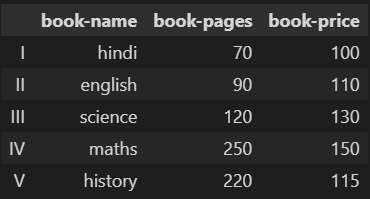 book-name book-pages book-price
I hindi 70 100
II english 90 110
III science 120 130
IV maths 250 150
V history 220 115